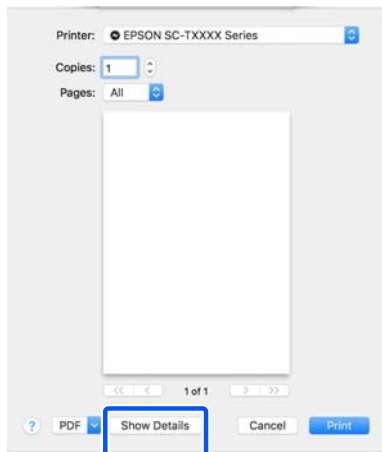 Printer: EPSON SC-TXXXX Series
Copies: 1
Pages: All
<< < 1 of 1 > >>
? PDF Show Details Cancel Print